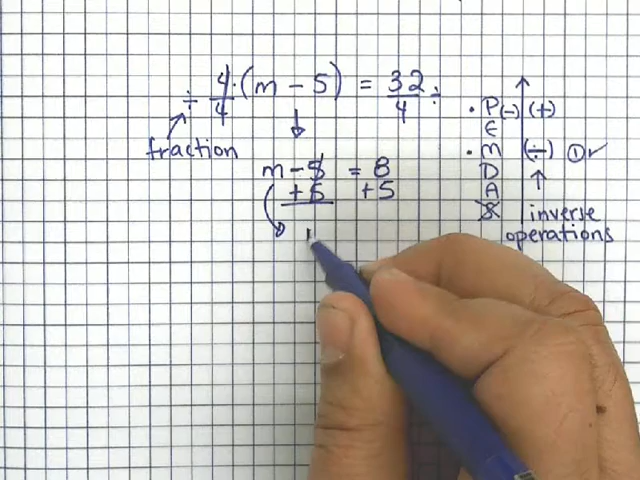 ÷ 4/4 · (m − 5) = 32/4 ÷
fraction
m − 5 = 8
+ 5 +5
· P (−) (+)
E
· M (÷) ① ✓
D
A
S inverse
operations